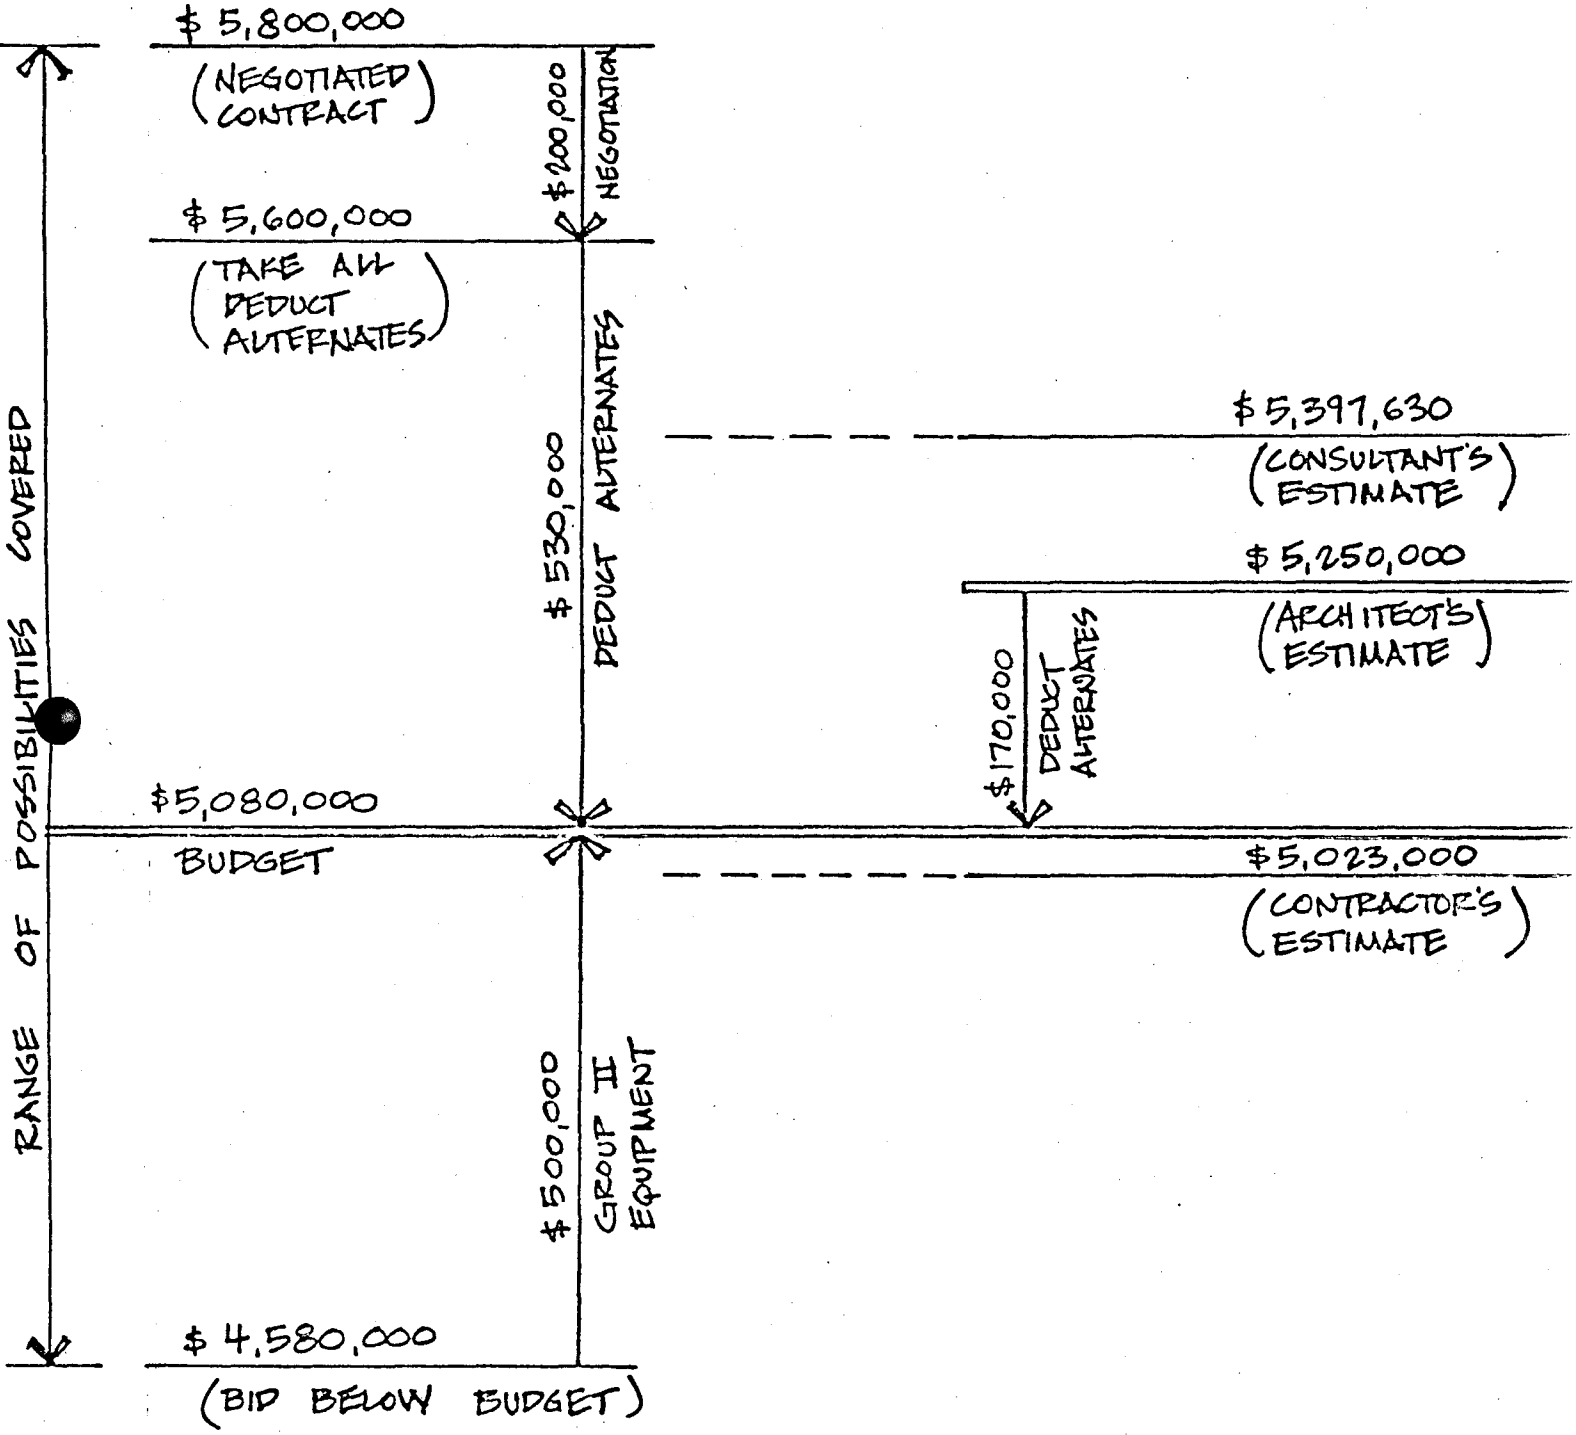 $ 5,800,000
(NEGOTIATED
CONTRACT)
$200,000
NEGOTIATION
$ 5,600,000
(TAKE ALL
DEDUCT
ALTERNATES)
$ 530,000
DEDUCT ALTERNATES
RANGE OF POSSIBILITIES COVERED
$ 5,397,630
(CONSULTANT'S
ESTIMATE)
$ 5,250,000
(ARCHITECT'S
ESTIMATE)
$170,000
DEDUCT
ALTERNATES
$5,080,000
BUDGET
$5,023,000
(CONTRACTOR'S
ESTIMATE)
$500,000
GROUP II
EQUIPMENT
$ 4,580,000
(BID BELOW BUDGET)